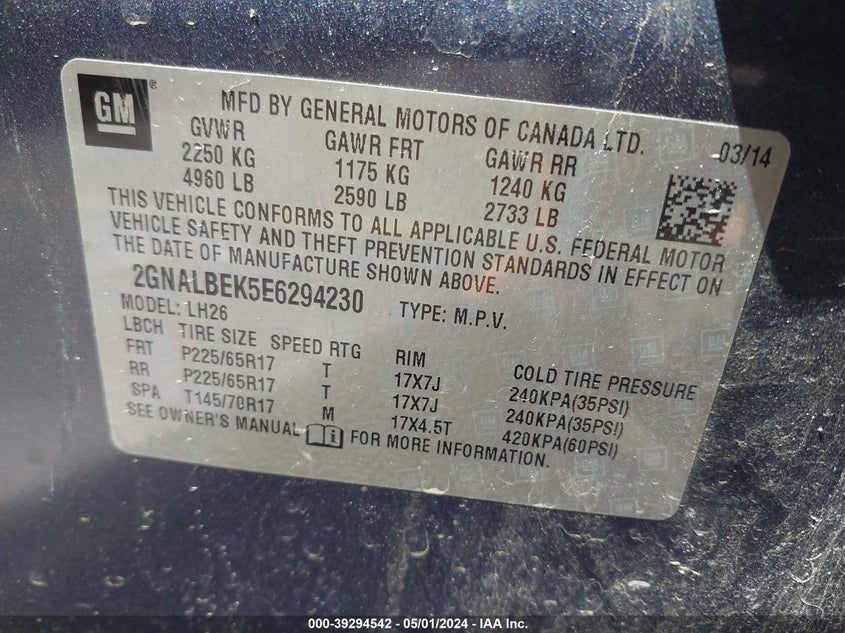 GM
®
MFD BY GENERAL MOTORS OF CANADA LTD.
03/14
GVWR GAWR FRT GAWR RR
2250 KG 1175 KG 1240 KG
4960 LB 2590 LB 2733 LB
THIS VEHICLE CONFORMS TO ALL APPLICABLE U.S. FEDERAL MOTOR
VEHICLE SAFETY AND THEFT PREVENTION STANDARDS IN EFFECT ON
THE DATE OF MANUFACTURE SHOWN ABOVE.
2GNALBEK5E6294230 TYPE: M.P.V.
MODEL: LH26
LBCH TIRE SIZE SPEED RTG RIM COLD TIRE PRESSURE
FRT P225/65R17 T 17X7J 240KPA(35PSI)
RR P225/65R17 T 17X7J 240KPA(35PSI)
SPA T145/70R17 M 17X4.5T 420KPA(60PSI)
SEE OWNER'S MANUAL FOR MORE INFORMATION.
000-39294542 - 05/01/2024 - IAA Inc.